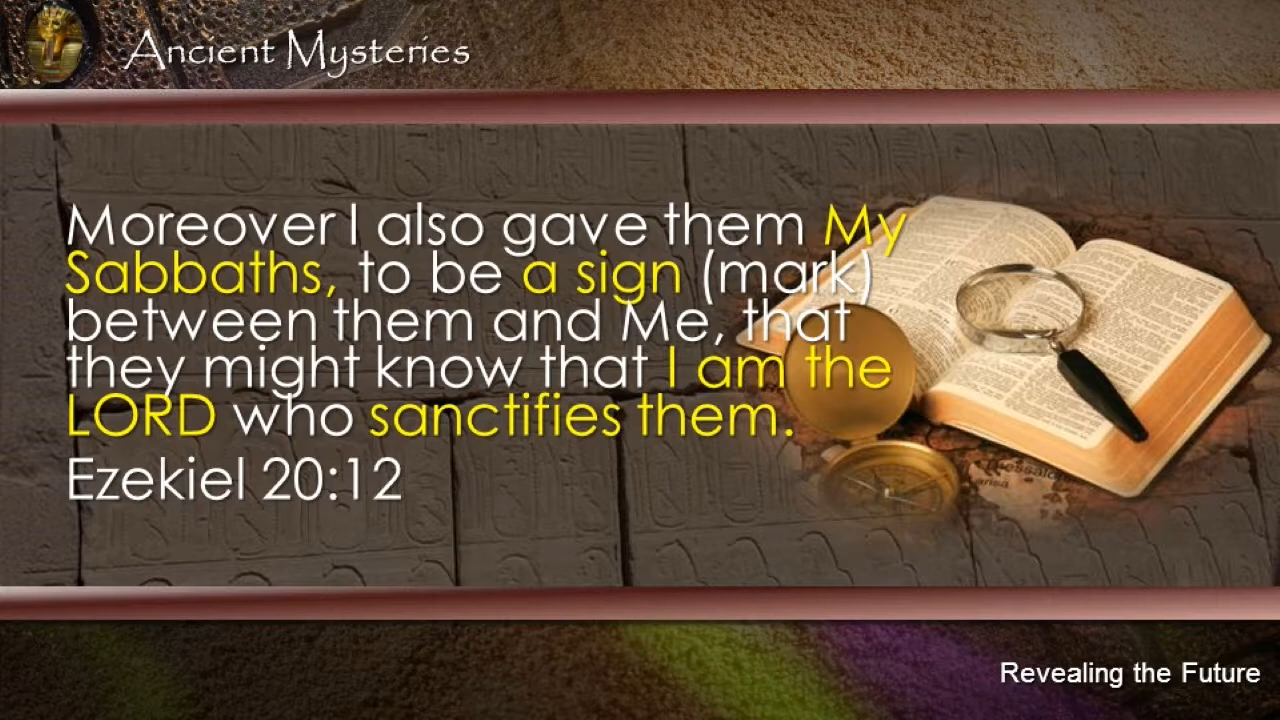 Ancient Mysteries
Moreover I also gave them My
Sabbaths, to be a sign (mark)
between them and Me, that
they might know that I am the
LORD who sanctifies them.
Ezekiel 20:12
Revealing the Future